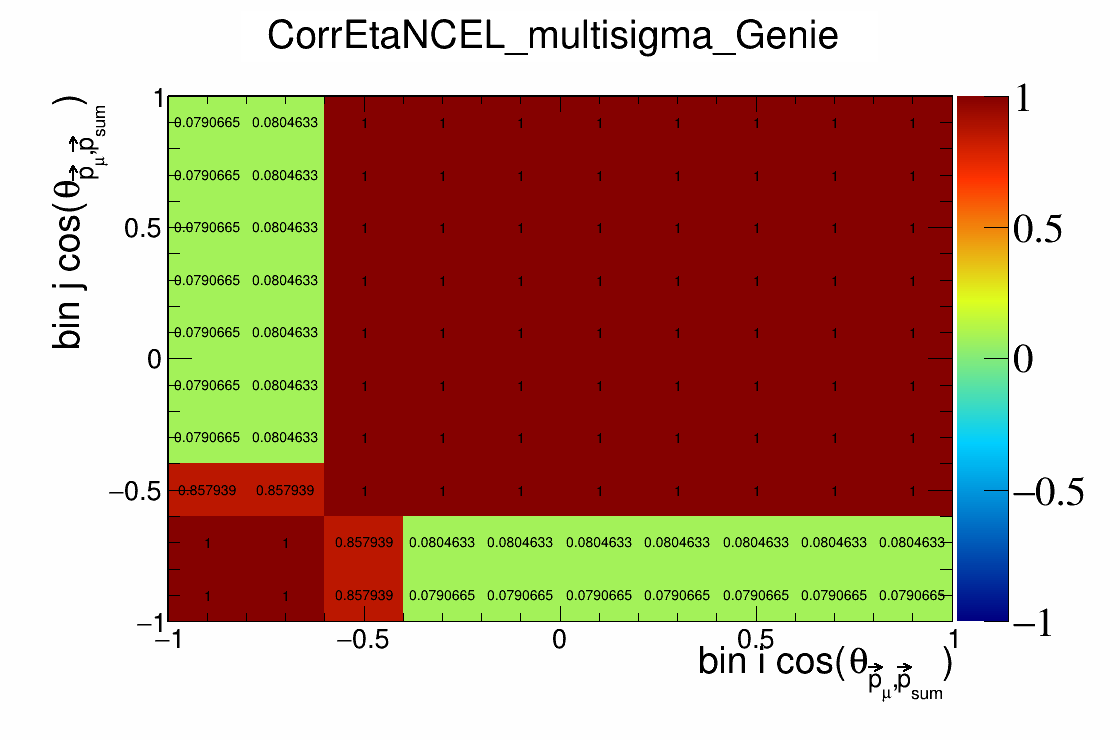 CorrEtaNCEL_multisigma_Genie
bin j cos(θ p⃗μ,p⃗sum)
1 0.0790665 0.0804633 1 1 1 1 1 1 1 1 1
0.0790665 0.0804633 1 1 1 1 1 1 1 1
0.5 0.0790665 0.0804633 1 1 1 1 1 1 1 1 0.5
0.0790665 0.0804633 1 1 1 1 1 1 1 1
0.0790665 0.0804633 1 1 1 1 1 1 1 1
0 0
0.0790665 0.0804633 1 1 1 1 1 1 1 1
0.0790665 0.0804633 1 1 1 1 1 1 1 1
−0.5 0.857939 0.857939 1 1 1 1 1 1 1 1 −0.5
1 1 0.857939 0.0804633 0.0804633 0.0804633 0.0804633 0.0804633 0.0804633 0.0804633
1 1 0.857939 0.0790665 0.0790665 0.0790665 0.0790665 0.0790665 0.0790665 0.0790665
−1 −1
−1 −0.5 0 0.5 1
bin i cos(θ p⃗μ,p⃗sum)